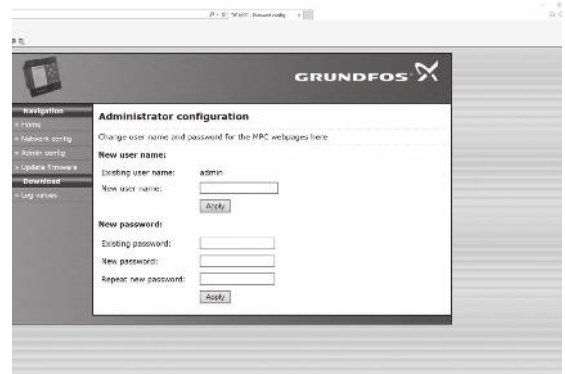 GRUNDFOS
Navigation
» Home
» Network config
» Admin config
» Update firmware
Download
» Log values
Administrator configuration
Change user name and password for the MPC webpages here
New user name:
Existing user name: admin
New user name:
Apply
New password:
Existing password:
New password:
Repeat new password:
Apply